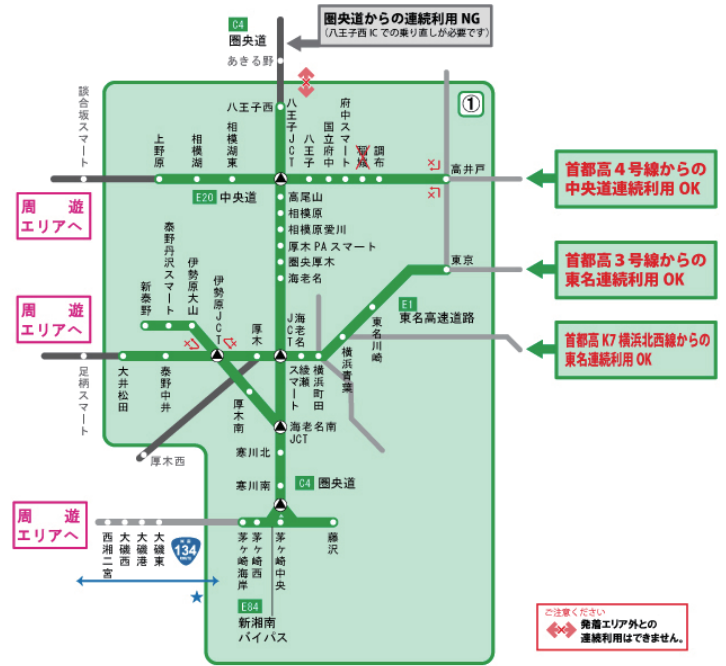 C4
圏央道
圏央道からの連続利用 NG
（八王子西 IC での乗り直しが必要です）
あきる野
①
談合坂スマート
上野原
相模湖
相模湖東
八王子西
八王子JCT
八王子
国立府中
府中スマート
稲城
調布
高井戸
首都高４号線からの
中央道連続利用 OK
E20 中央道
周　遊
エリアへ
高尾山
相模原
相模原愛川
厚木 PA スマート
圏央厚木
海老名
東京
首都高３号線からの
東名連続利用 OK
新秦野
秦野丹沢スマート
伊勢原大山
伊勢原JCT
E1
東名高速道路
周　遊
エリアへ
厚木
海老名JCT
東名川崎
首都高 K7 横浜北西線からの
東名連続利用 OK
足柄スマート
大井松田
秦野中井
厚木南
綾瀬スマート
横浜町田
横浜青葉
海老名南
JCT
厚木西
寒川北
寒川南
C4 圏央道
周　遊
エリアへ
西湘二宮
大磯西
大磯港
大磯東
国道
134
茅ヶ崎海岸
茅ヶ崎西
茅ヶ崎中央
藤沢
E84
新湘南
バイパス
ご注意ください
発着エリア外との
連続利用はできません。